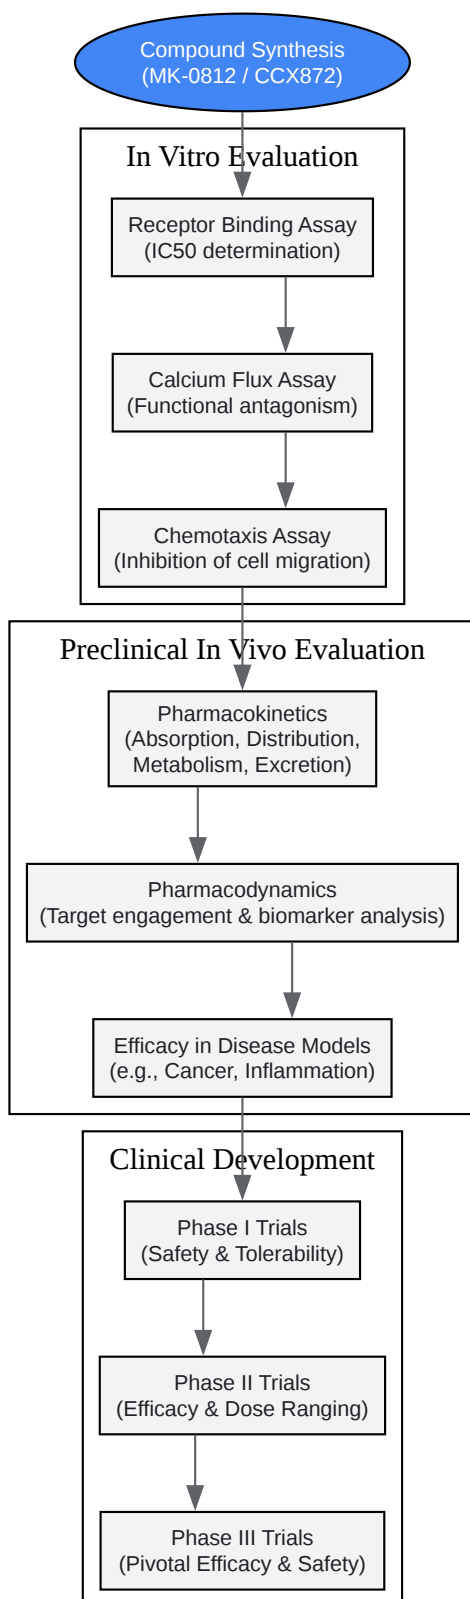 Compound Synthesis
(MK-0812 / CCX872)
In Vitro Evaluation
Receptor Binding Assay
(IC50 determination)
Calcium Flux Assay
(Functional antagonism)
Chemotaxis Assay
(Inhibition of cell migration)
Preclinical In Vivo Evaluation
Pharmacokinetics
(Absorption, Distribution,
Metabolism, Excretion)
Pharmacodynamics
(Target engagement & biomarker analysis)
Efficacy in Disease Models
(e.g., Cancer, Inflammation)
Clinical Development
Phase I Trials
(Safety & Tolerability)
Phase II Trials
(Efficacy & Dose Ranging)
Phase III Trials
(Pivotal Efficacy & Safety)